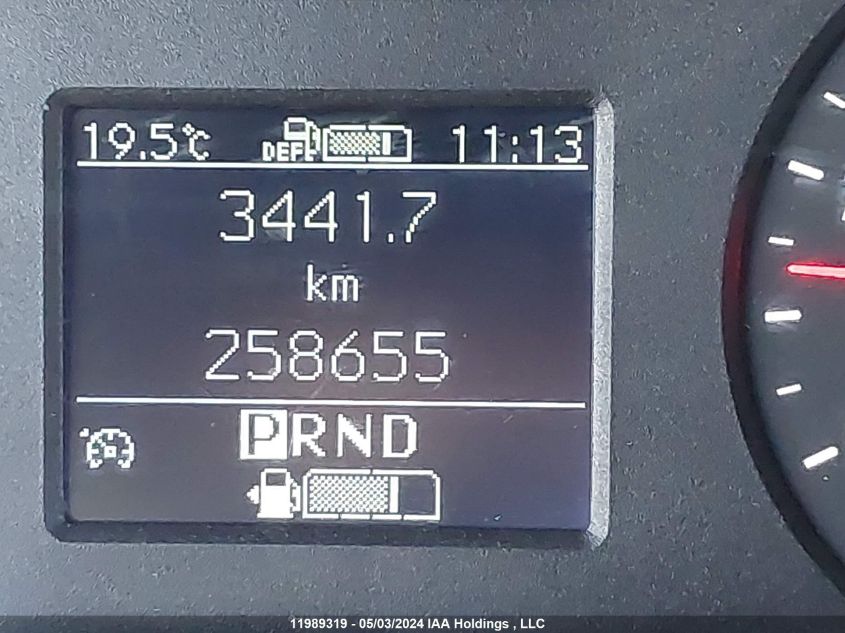 19.5°C DEF 11:13
3441.7
km
258655
PRND
11989319 - 05/03/2024 IAA Holdings , LLC